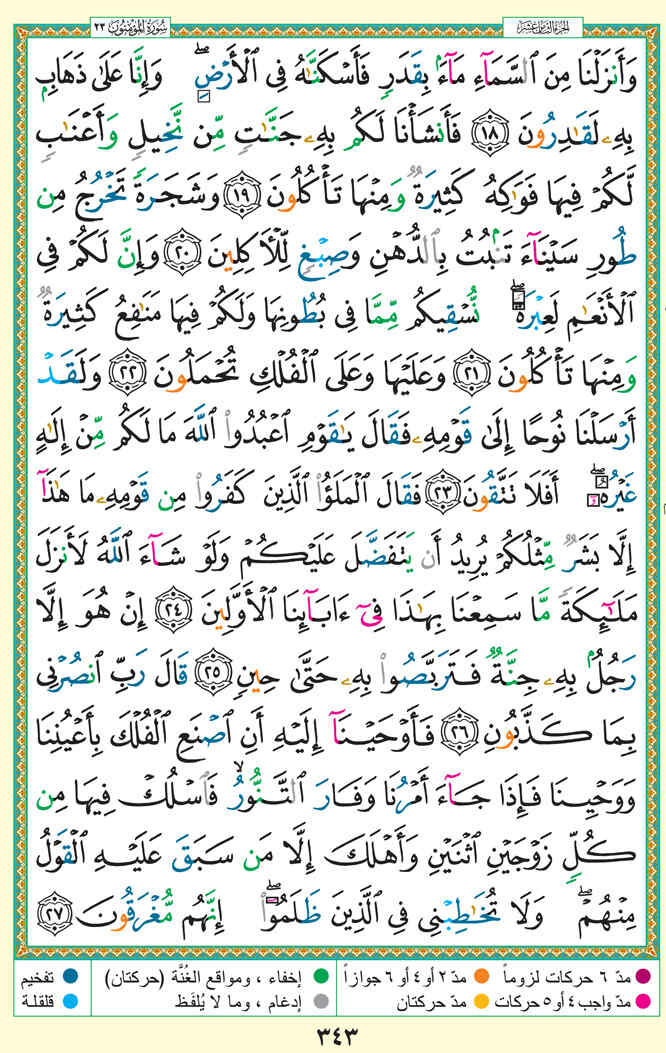 سُورَةُ المُؤْمِنُون ٢٣
الجزء الثامن عشر
وَأَنزَلْنَا مِنَ ٱلسَّمَآءِ مَآءًۢ بِقَدَرٍ فَأَسْكَنَّٰهُ فِى ٱلْأَرْضِ ۖ وَإِنَّا عَلَىٰ ذَهَابٍۭ
بِهِۦ لَقَٰدِرُونَ ١٨ فَأَنشَأْنَا لَكُم بِهِۦ جَنَّٰتٍ مِّن نَّخِيلٍ وَأَعْنَٰبٍ
لَّكُمْ فِيهَا فَوَٰكِهُ كَثِيرَةٌ وَمِنْهَا تَأْكُلُونَ ١٩ وَشَجَرَةً تَخْرُجُ مِن
طُورِ سَيْنَآءَ تَنۢبُتُ بِٱلدُّهْنِ وَصِبْغٍ لِّلْءَاكِلِينَ ٢٠ وَإِنَّ لَكُمْ فِى
ٱلْأَنْعَٰمِ لَعِبْرَةً ۖ نُّسْقِيكُم مِّمَّا فِى بُطُونِهَا وَلَكُمْ فِيهَا مَنَٰفِعُ كَثِيرَةٌ
وَمِنْهَا تَأْكُلُونَ ٢١ وَعَلَيْهَا وَعَلَى ٱلْفُلْكِ تُحْمَلُونَ ٢٢ وَلَقَدْ
أَرْسَلْنَا نُوحًا إِلَىٰ قَوْمِهِۦ فَقَالَ يَٰقَوْمِ ٱعْبُدُوا۟ ٱللَّهَ مَا لَكُم مِّنْ إِلَٰهٍ
غَيْرُهُۥٓ ۖ أَفَلَا تَتَّقُونَ ٢٣ فَقَالَ ٱلْمَلَؤُا۟ ٱلَّذِينَ كَفَرُوا۟ مِن قَوْمِهِۦ مَا هَٰذَآ
إِلَّا بَشَرٌ مِّثْلُكُمْ يُرِيدُ أَن يَتَفَضَّلَ عَلَيْكُمْ وَلَوْ شَآءَ ٱللَّهُ لَأَنزَلَ
مَلَٰٓئِكَةً مَّا سَمِعْنَا بِهَٰذَا فِىٓ ءَابَآئِنَا ٱلْأَوَّلِينَ ٢٤ إِنْ هُوَ إِلَّا
رَجُلٌۢ بِهِۦ جِنَّةٌ فَتَرَبَّصُوا۟ بِهِۦ حَتَّىٰ حِينٍ ٢٥ قَالَ رَبِّ ٱنصُرْنِى
بِمَا كَذَّبُونِ ٢٦ فَأَوْحَيْنَآ إِلَيْهِ أَنِ ٱصْنَعِ ٱلْفُلْكَ بِأَعْيُنِنَا
وَوَحْيِنَا فَإِذَا جَآءَ أَمْرُنَا وَفَارَ ٱلتَّنُّورُ ۙ فَٱسْلُكْ فِيهَا مِن
كُلٍّ زَوْجَيْنِ ٱثْنَيْنِ وَأَهْلَكَ إِلَّا مَن سَبَقَ عَلَيْهِ ٱلْقَوْلُ
مِنْهُمْ ۖ وَلَا تُخَٰطِبْنِى فِى ٱلَّذِينَ ظَلَمُوٓا۟ ۖ إِنَّهُم مُّغْرَقُونَ ٢٧
مدّ ٦ حركات لزوماً مدّ ٢ أو ٤ أو ٦ جوازاً إخفاء ، ومواقع الغُنَّة (حركتان) تفخيم
مدّ واجب ٤ أو ٥ حركات مدّ حركتان إدغام ، وما لا يُلفَظ قلقلة
٣٤٣